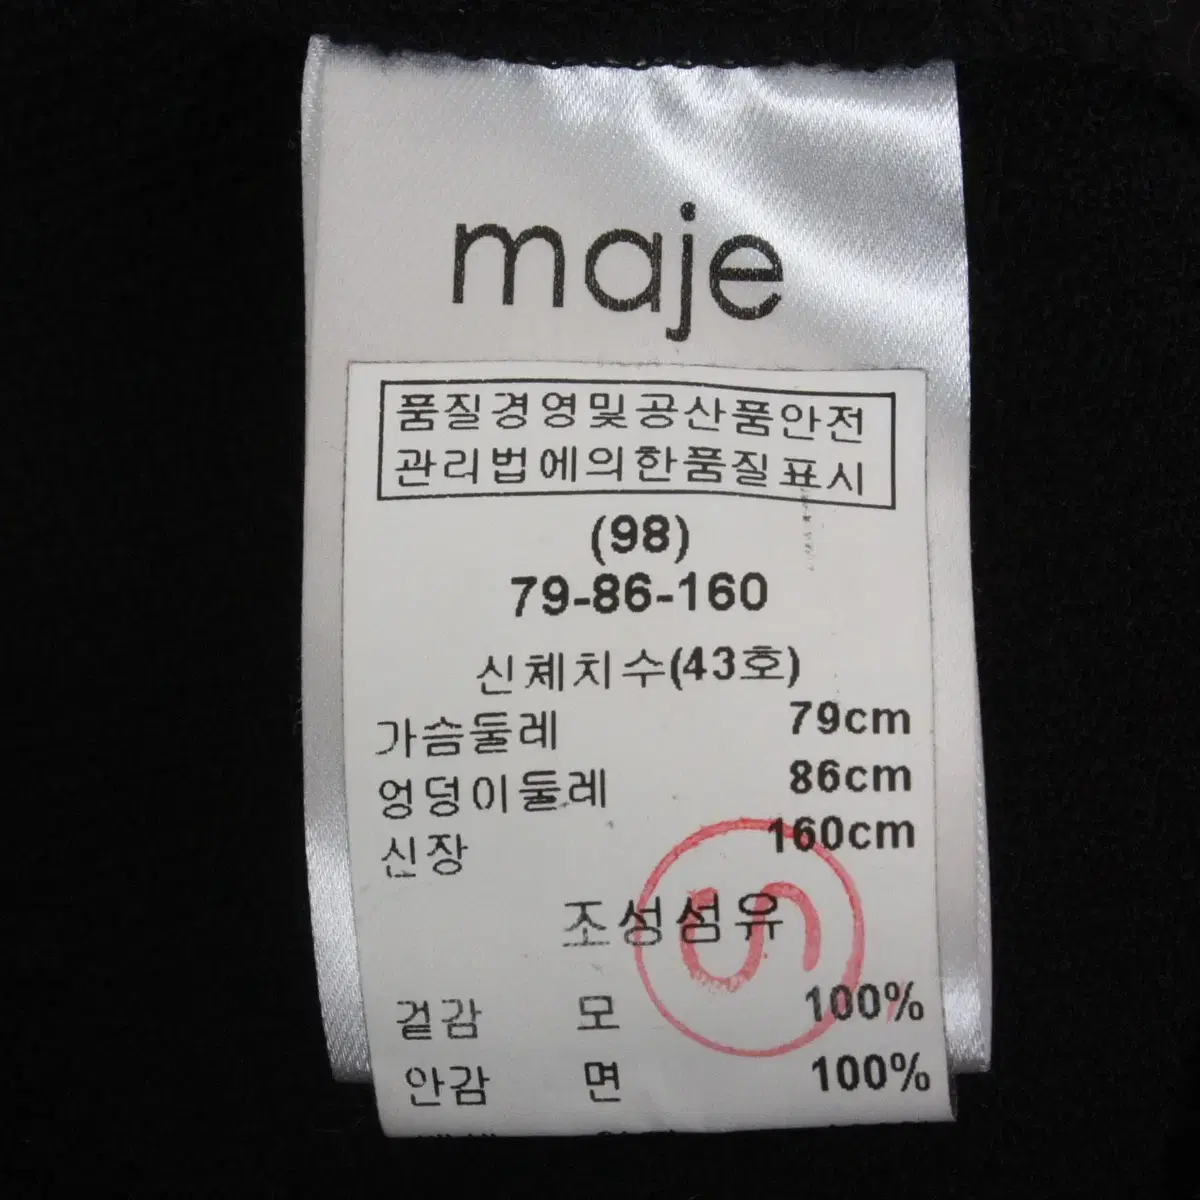 maje
품질경영및공산품안전
관리법에의한품질표시
(98)
79-86-160
신체치수(43호)
가슴둘레 79cm
엉덩이둘레 86cm
신장 160cm
조성섬유
겉감 모 100%
안감 면 100%